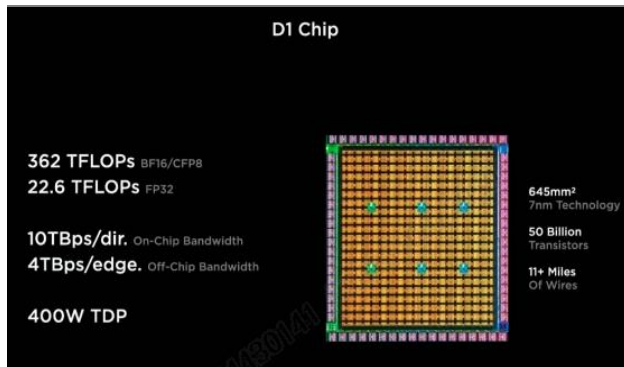 D1 Chip
362 TFLOPs BF16/CFP8
22.6 TFLOPs FP32
10TBps/dir. On-Chip Bandwidth
4TBps/edge. Off-Chip Bandwidth
400W TDP
645mm²
7nm Technology
50 Billion
Transistors
11+ Miles
Of Wires